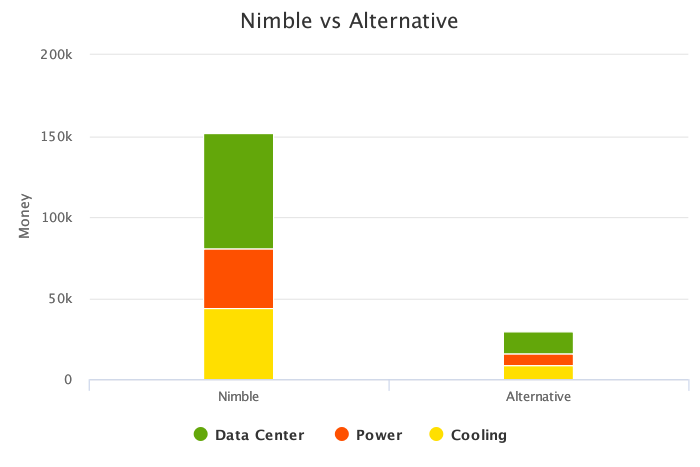 Nimble vs Alternative
200k
150k
100k
50k
0
Money
Nimble
Alternative
Data Center
Power
Cooling